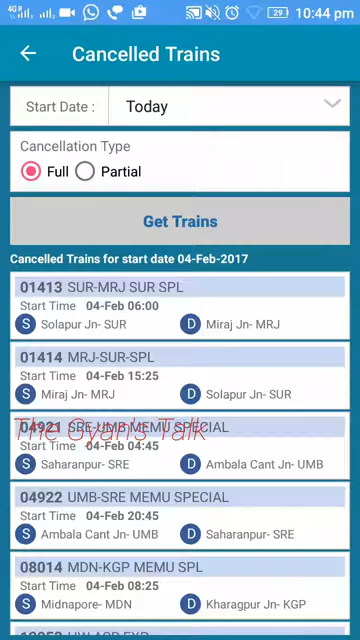 4G R 29 10:44 pm
Cancelled Trains
Start Date : Today
Cancellation Type
Full Partial
Get Trains
Cancelled Trains for start date 04-Feb-2017
01413 SUR-MRJ SUR SPL
Start Time 04-Feb 06:00
S Solapur Jn- SUR D Miraj Jn- MRJ
01414 MRJ-SUR-SPL
Start Time 04-Feb 15:25
S Miraj Jn- MRJ D Solapur Jn- SUR
04921 SRE-UMB MEMU SPECIAL
The Gyan's Talk
Start Time 04-Feb 04:45
S Saharanpur- SRE D Ambala Cant Jn- UMB
04922 UMB-SRE MEMU SPECIAL
Start Time 04-Feb 20:45
S Ambala Cant Jn- UMB D Saharanpur- SRE
08014 MDN-KGP MEMU SPL
Start Time 04-Feb 08:25
S Midnapore- MDN D Kharagpur Jn- KGP